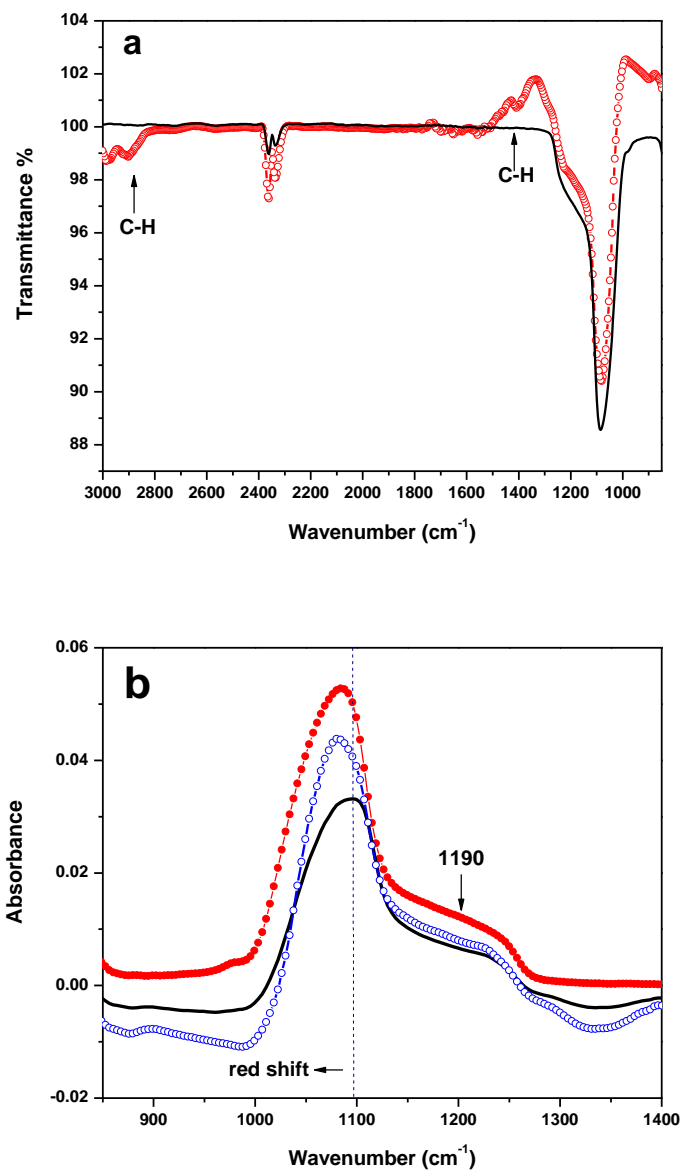 a
104
102
100
98
96
94
92
90
88
Transmittance %
C-H
C-H
3000 2800 2600 2400 2200 2000 1800 1600 1400 1200 1000
Wavenumber (cm⁻¹)
b
0.06
0.04
0.02
0.00
-0.02
Absorbance
1190
red shift
900 1000 1100 1200 1300 1400
Wavenumber (cm⁻¹)